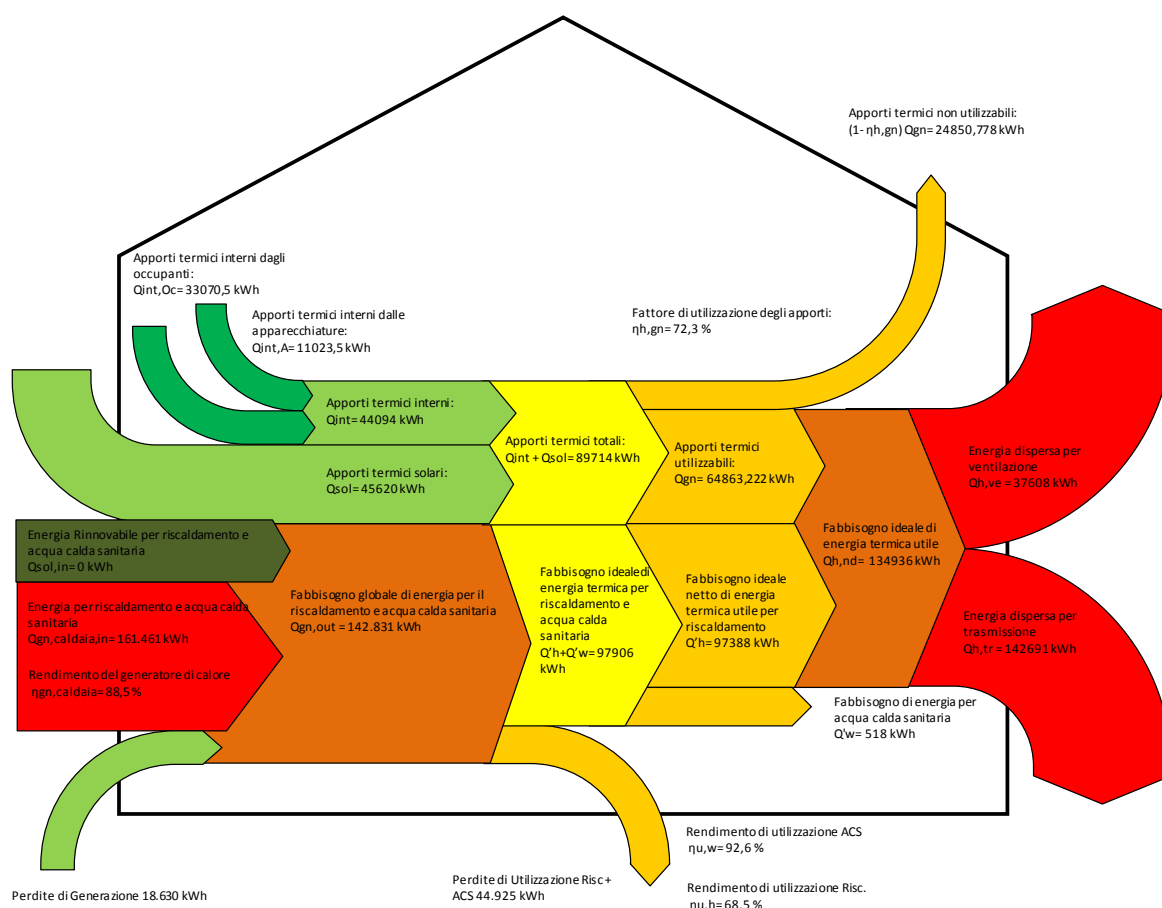 Apporti termici non utilizzabili:
(1- ηh,gn) Qgn= 24850,778 kWh
Apporti termici interni dagli
occupanti:
Qint,Oc= 33070,5 kWh
Apporti termici interni dalle
apparecchiature:
Qint,A= 11023,5 kWh
Fattore di utilizzazione degli apporti:
ηh,gn= 72,3 %
Apporti termici interni:
Qint= 44094 kWh
Apporti termici solari:
Qsol= 45620 kWh
Apporti termici totali:
Qint + Qsol= 89714 kWh
Apporti termici
utilizzabili:
Qgn= 64863,222 kWh
Energia dispersa per
ventilazione
Qh,ve = 37608 kWh
Fabbisogno ideale di
energia termica utile
Qh,nd= 134936 kWh
Energia Rinnovabile per riscaldamento e
acqua calda sanitaria
Qsol,in= 0 kWh
Energia per riscaldamento e acqua calda
sanitaria
Qgn,caldaia,in= 161.461 kWh
Rendimento del generatore di calore
ηgn,caldaia= 88,5%
Fabbisogno globale di energia per il
riscaldamento e acqua calda sanitaria
Qgn,out = 142.831 kWh
Fabbisogno ideale di
energia termica per
riscaldamento e
acqua calda
sanitaria
Q'h+Q'w= 97906
kWh
Fabbisogno ideale
netto di energia
termica utile per
riscaldamento
Q'h= 97388 kWh
Energia dispersa per
trasmissione
Qh,tr= 142691 kWh
Fabbisogno di energia per
acqua calda sanitaria
Q'w= 518 kWh
Perdite di Generazione 18.630 kWh
Perdite di Utilizzazione Risc +
ACS 44.925 kWh
Rendimento di utilizzazione ACS
ηu,w= 92,6 %
Rendimento di utilizzazione Risc.
ηu,h= 68,5 %